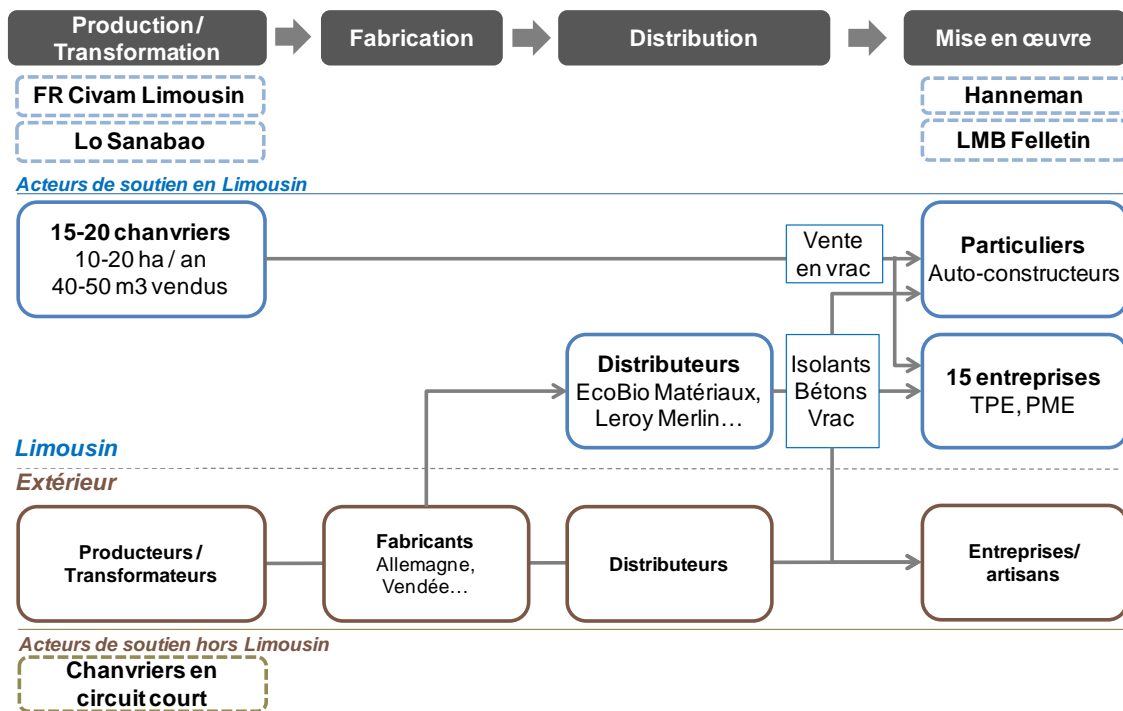 Production/
Transformation
Fabrication
Distribution
Mise en œuvre
FR Civam Limousin
Lo Sanabao
Hanneman
LMB Felletin
Acteurs de soutien en Limousin
15-20 chanvriers
10-20 ha / an
40-50 m3 vendus
Vente
en vrac
Particuliers
Auto-constructeurs
Distributeurs
EcoBio Matériaux,
Leroy Merlin…
Isolants
Bétons
Vrac
15 entreprises
TPE, PME
Limousin
Extérieur
Producteurs /
Transformateurs
Fabricants
Allemagne,
Vendée…
Distributeurs
Entreprises/
artisans
Acteurs de soutien hors Limousin
Chanvriers en
circuit court